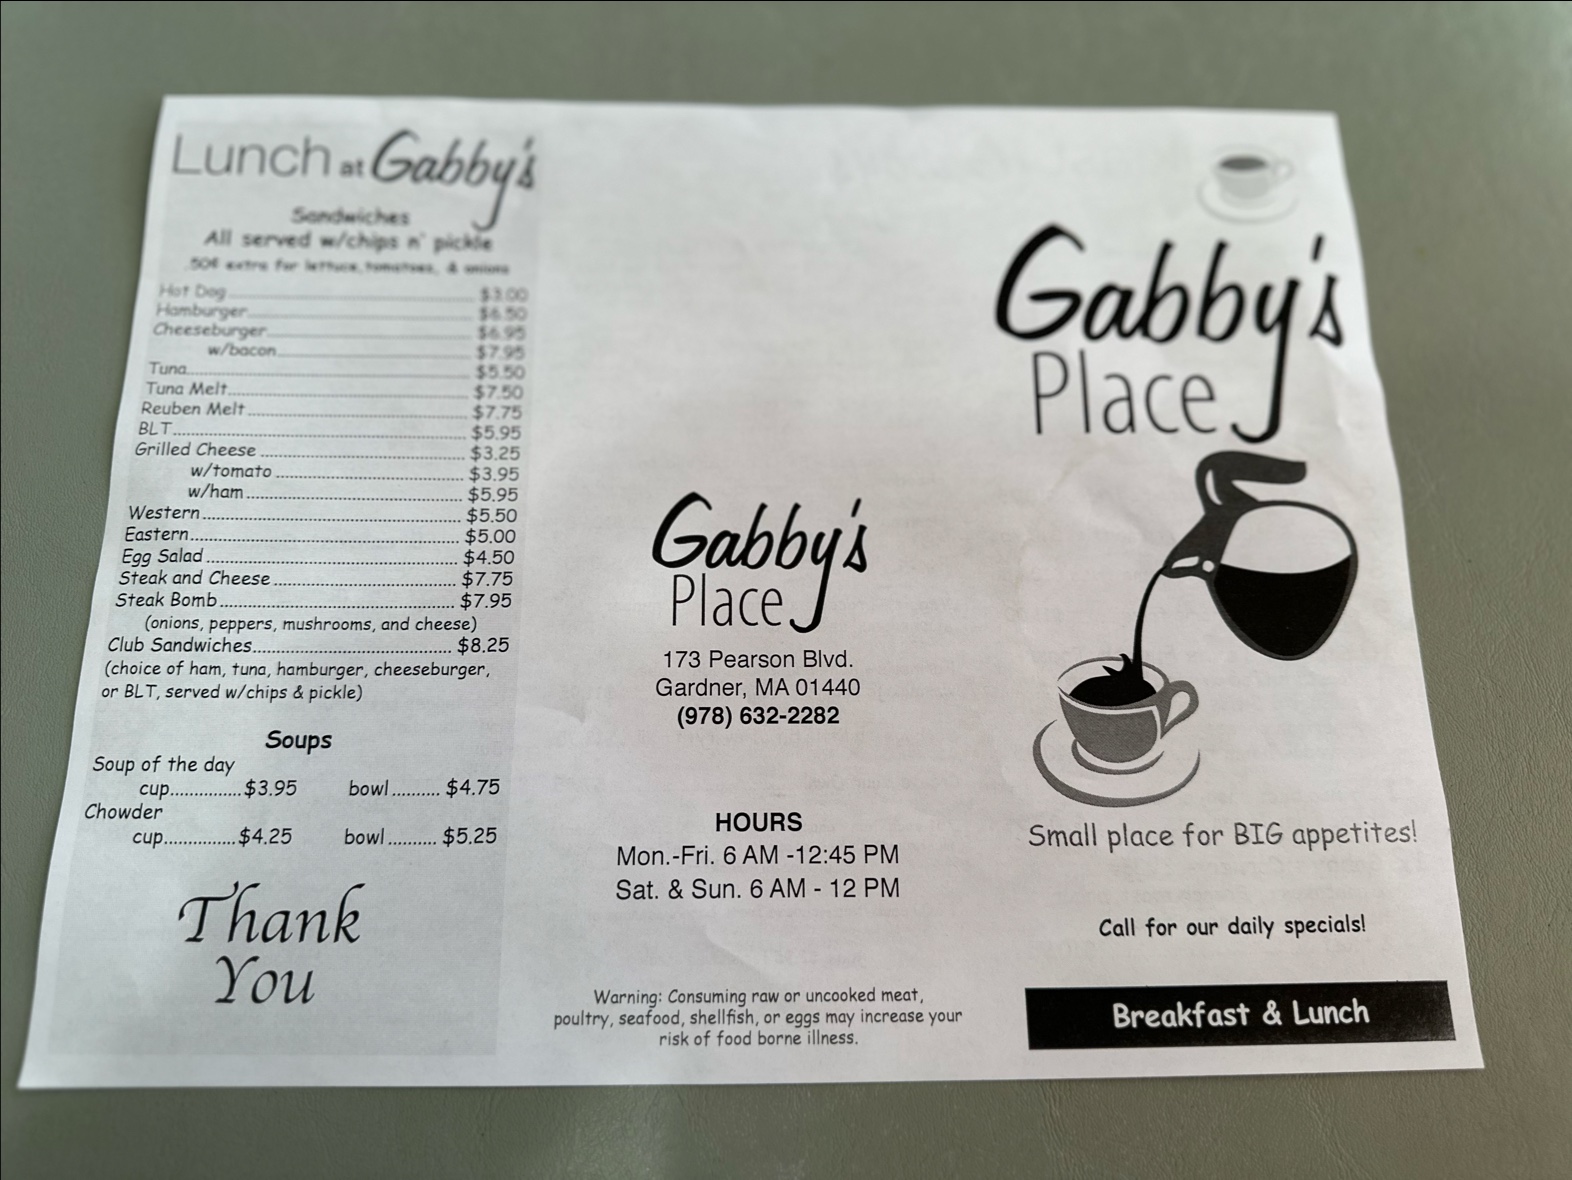 Lunch at Gabby's
Sandwiches
All served w/chips n' pickle
.50¢ extra for lettuce, tomatoes, & onions
Hot Dog $3.00
Hamburger $6.50
Cheeseburger $6.95
w/bacon $7.95
Tuna $5.50
Tuna Melt $7.50
Reuben Melt $7.75
BLT $5.95
Grilled Cheese $3.25
w/tomato $3.95
w/ham $5.95
Western $5.50
Eastern $5.00
Egg Salad $4.50
Steak and Cheese $7.75
Steak Bomb $7.95
(onions, peppers, mushrooms, and cheese)
Club Sandwiches $8.25
(choice of ham, tuna, hamburger, cheeseburger,
or BLT, served w/chips & pickle)
Soups
Soup of the day
cup $3.95 bowl $4.75
Chowder
cup $4.25 bowl $5.25
Thank
You
Gabby's
Place
173 Pearson Blvd.
Gardner, MA 01440
(978) 632-2282
HOURS
Mon.-Fri. 6 AM -12:45 PM
Sat. & Sun. 6 AM - 12 PM
Warning: Consuming raw or uncooked meat,
poultry, seafood, shellfish, or eggs may increase your
risk of food borne illness.
Gabby's
Place
Small place for BIG appetites!
Call for our daily specials!
Breakfast & Lunch